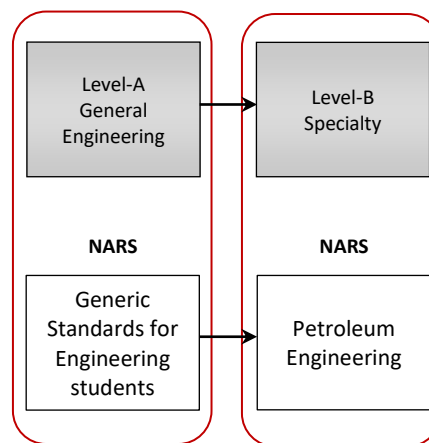 Level-A
General
Engineering
Level-B
Specialty
NARS
NARS
Generic
Standards for
Engineering
students
Petroleum
Engineering